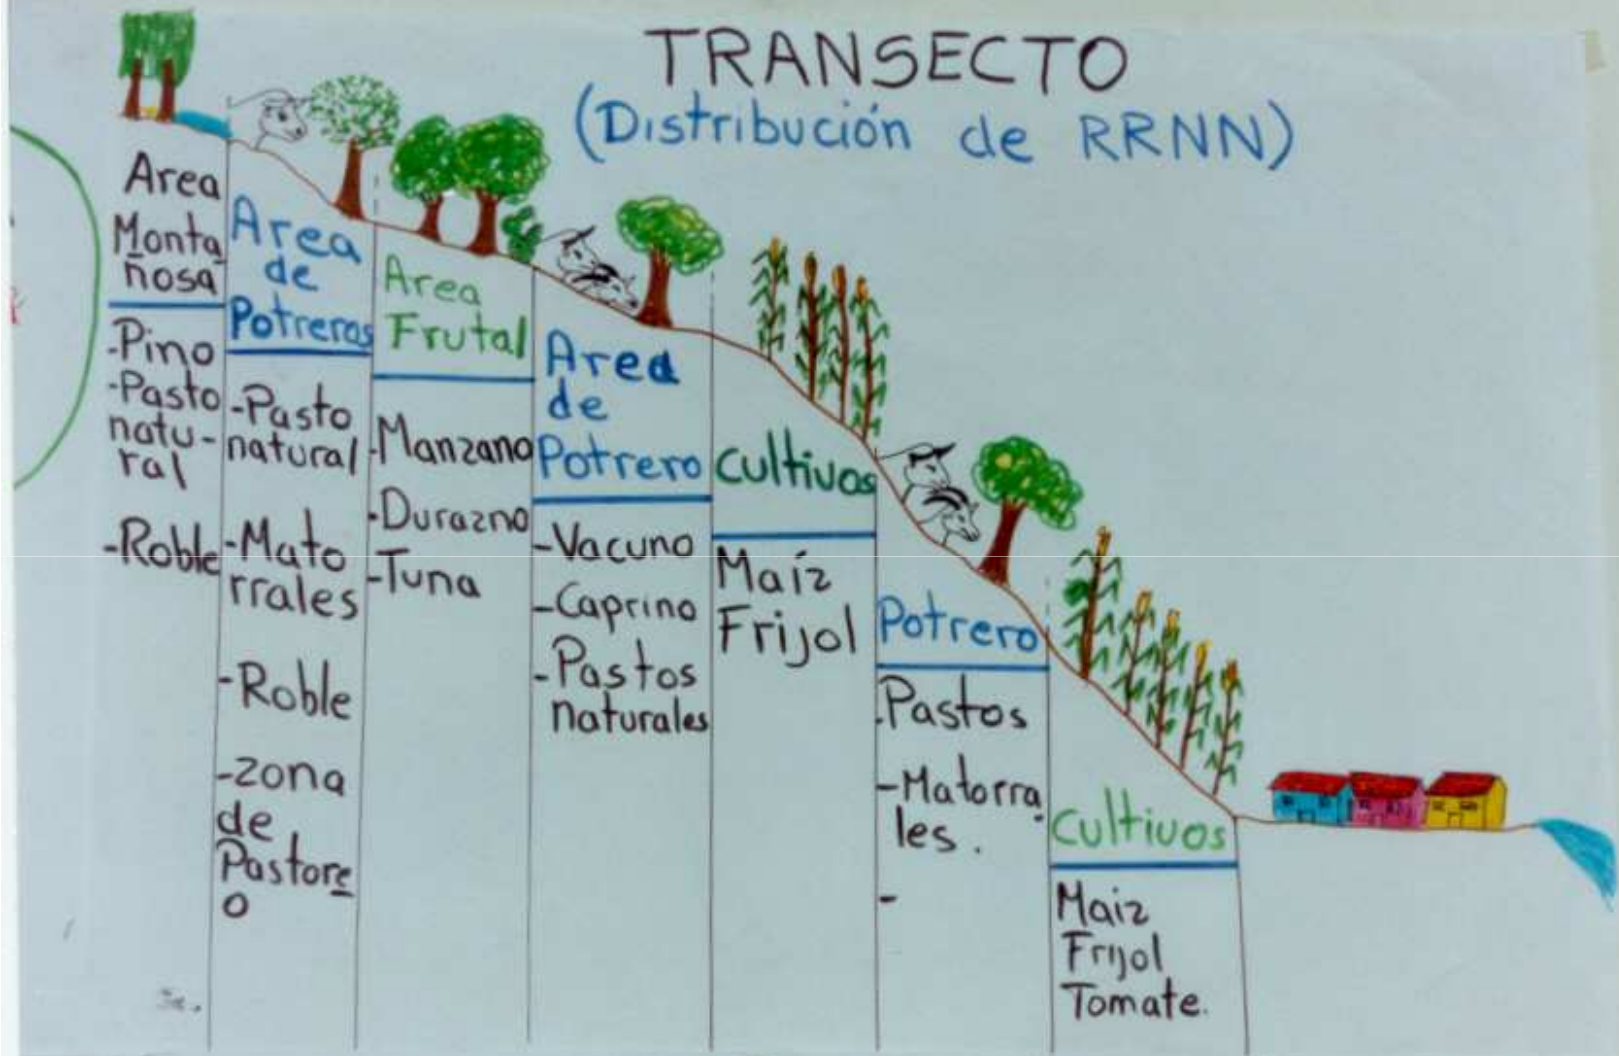 TRANSECTO
(Distribución de RRNN)
Area
Monta
ñosa
-Pino
-Pasto
natu-
ral
-Roble
Area
de
Potreros
-Pasto
natural
-Mato
rrales
-Roble
-zona
de
Pastore
o
Area
Frutal
-Manzano
-Durazno
-Tuna
Area
de
Potrero
-Vacuno
-Caprino
-Pastos
naturales
cultivos
Maíz
Frijol
Potrero
-Pastos
-Matorra
les.
-
cultivos
Maiz
Frijol
Tomate.